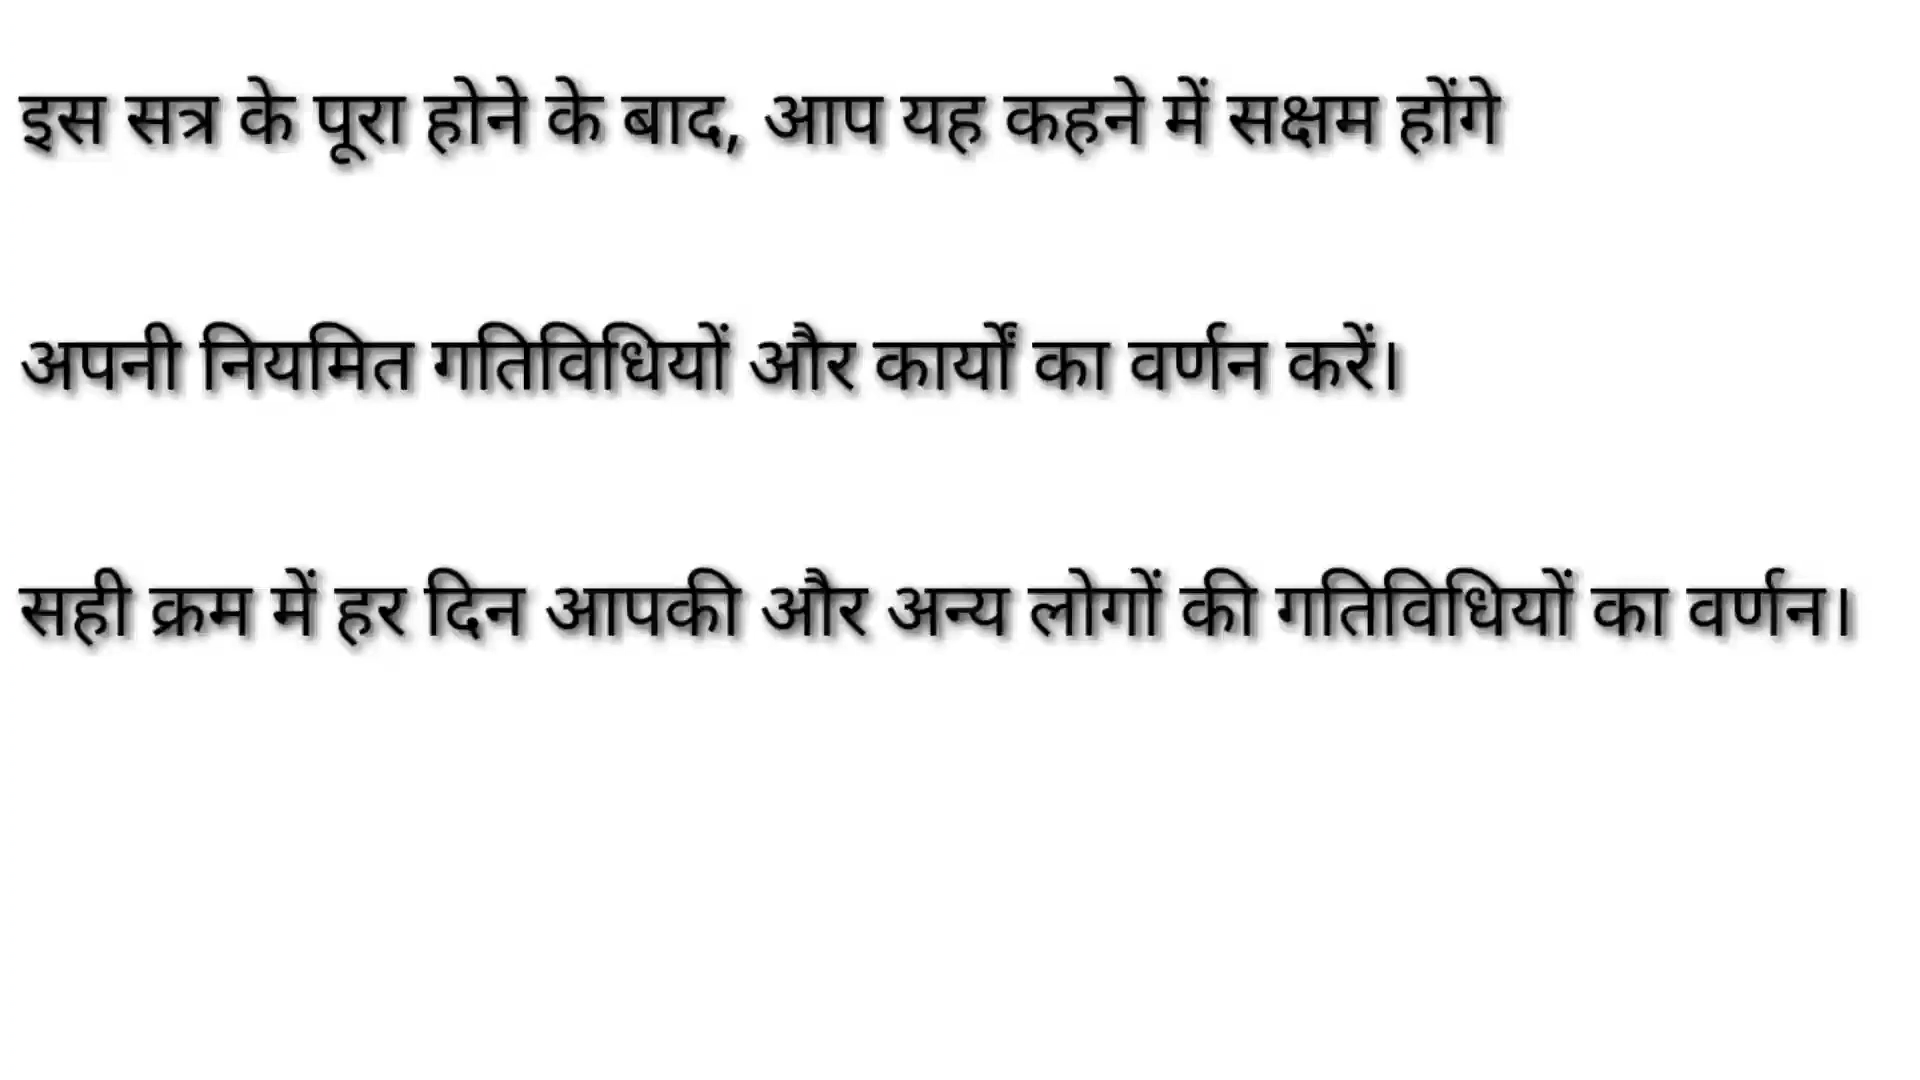 इस सत्र के पूरा होने के बाद, आप यह कहने में सक्षम होंगे
अपनी नियमित गतिविधियों और कार्यों का वर्णन करें।
सही क्रम में हर दिन आपकी और अन्य लोगों की गतिविधियों का वर्णन।